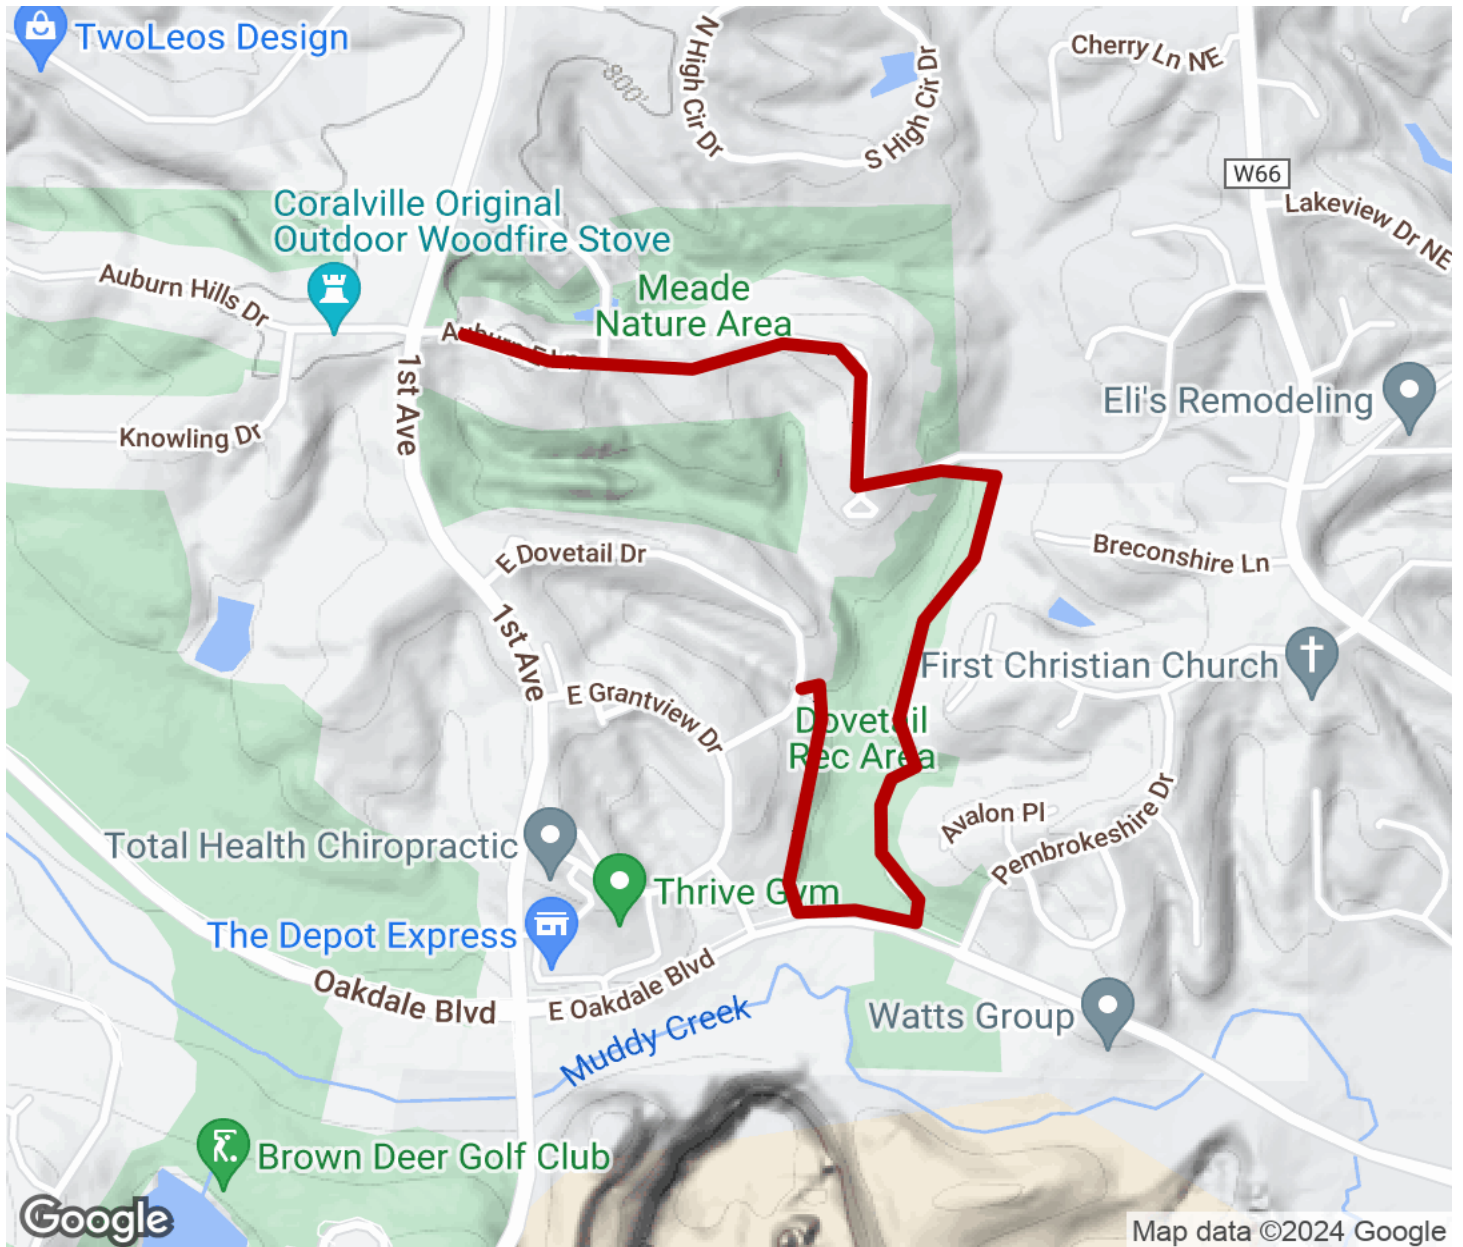 TwoLeos Design
N High Cir Dr
S High Cir Dr
Cherry Ln NE
800'
W66
Lakeview Dr NE
Coralville Original
Outdoor Woodfire Stove
Auburn Hills Dr
Meade
Nature Area
1st Ave
Knowling Dr
Eli's Remodeling
E Dovetail Dr
Breconshire Ln
1st Ave
First Christian Church
E Grantview Dr
Dovetail
Rec Area
Avalon Pl
Pembrokeshire Dr
Total Health Chiropractic
Thrive Gym
The Depot Express
Oakdale Blvd
E Oakdale Blvd
Muddy Creek
Watts Group
Brown Deer Golf Club
Google
Map data ©2024 Google